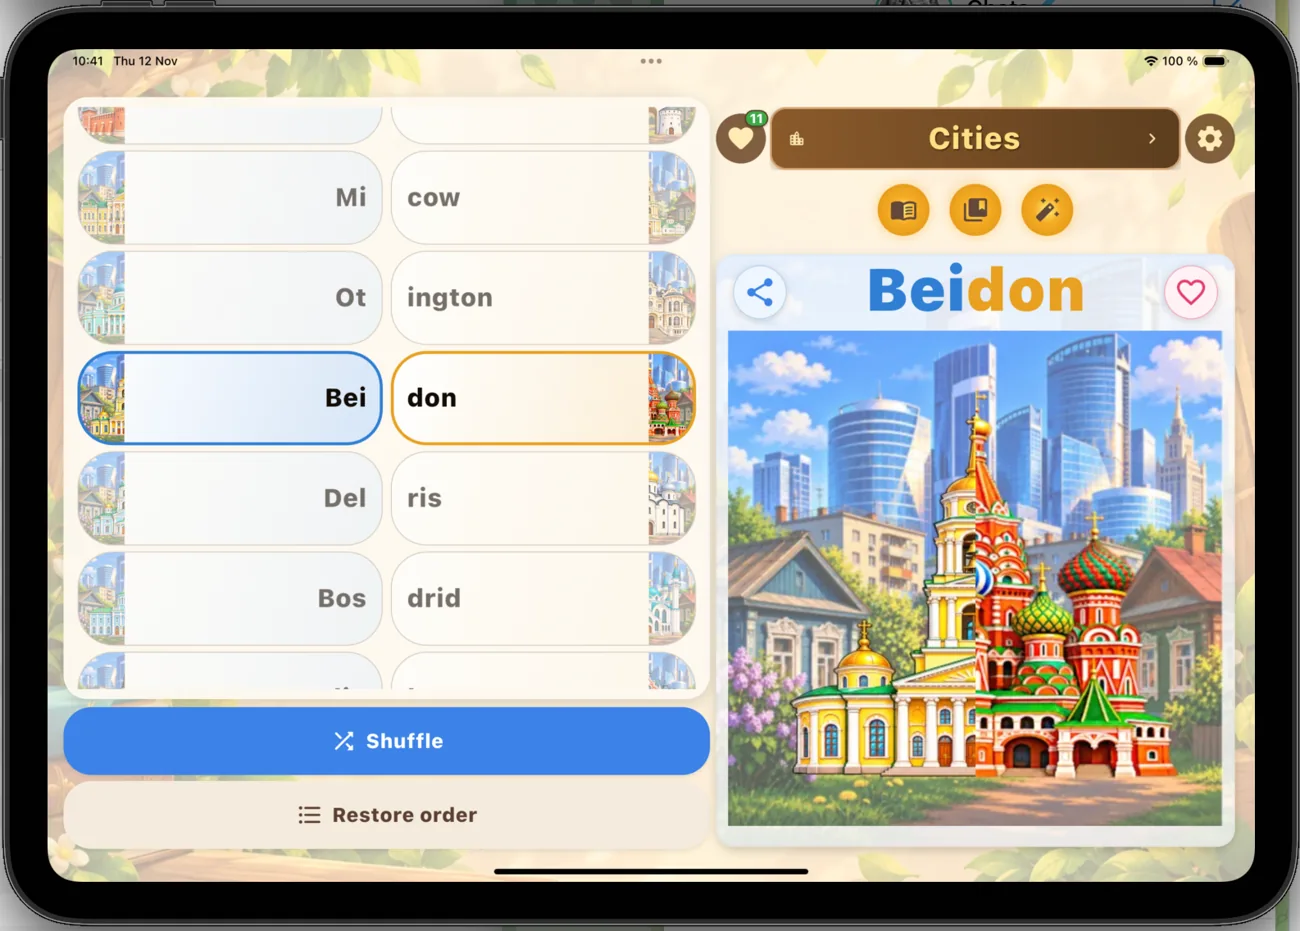 10:41 Thu 12 Nov
100 %
Mi cow
Ot ington
Bei don
Del ris
Bos drid
Shuffle
Restore order
11
Cities
Beidon